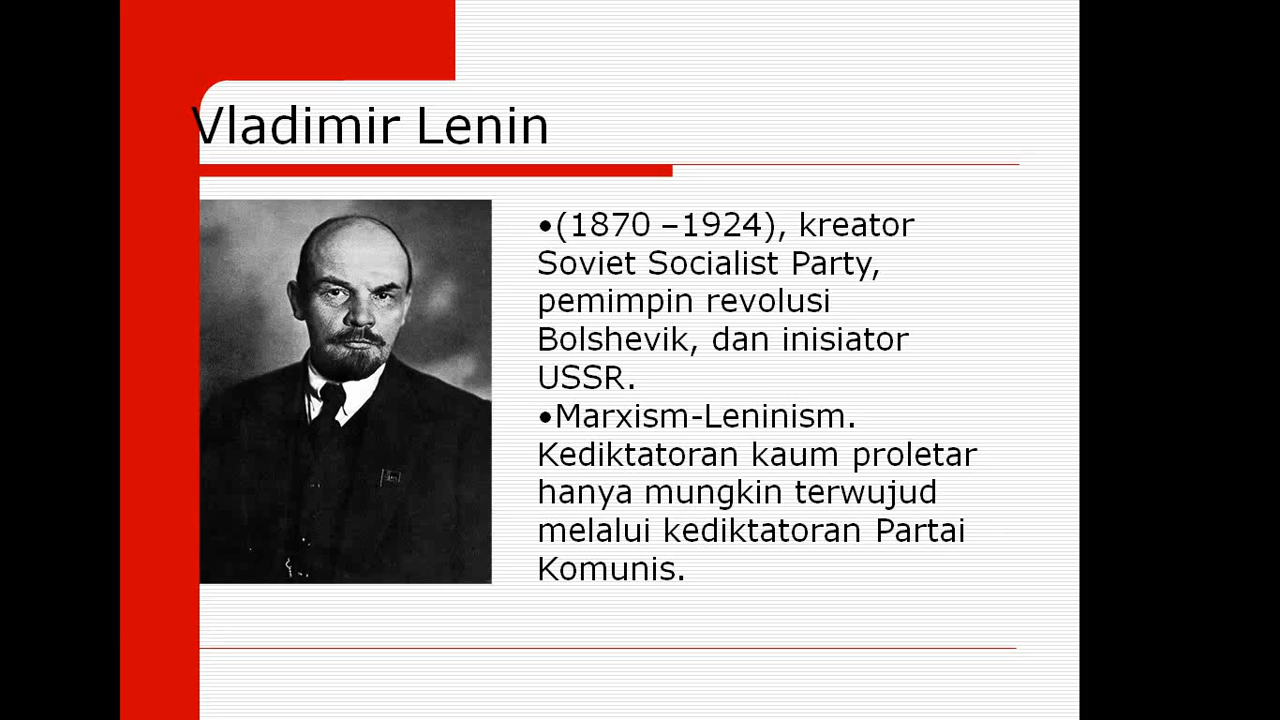 Vladimir Lenin
•(1870 –1924), kreator
Soviet Socialist Party,
pemimpin revolusi
Bolshevik, dan inisiator
USSR.
•Marxism-Leninism.
Kediktatoran kaum proletar
hanya mungkin terwujud
melalui kediktatoran Partai
Komunis.